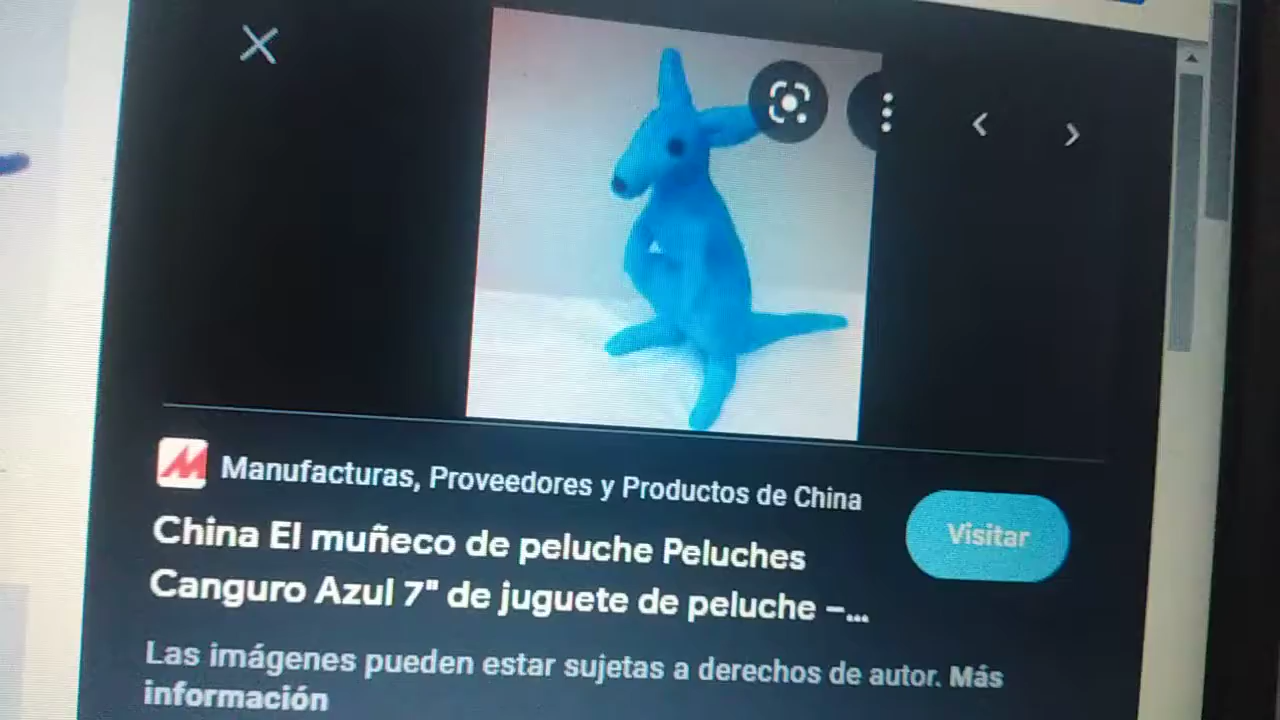 Manufacturas, Proveedores y Productos de China
Visitar
China El muñeco de peluche Peluches
Canguro Azul 7" de juguete de peluche –...
Las imágenes pueden estar sujetas a derechos de autor. Más
información